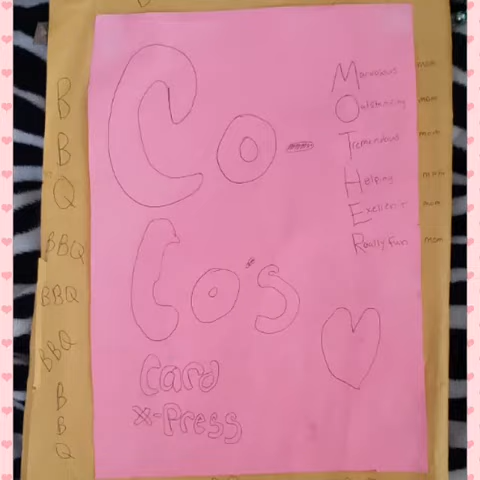 B
B
Q
BBQ
BBQ
BBQ
B
B
Q
Co-
Co's
Card
x-Press
Marvelous mom
Outstanding mom
Tremendous mom
Helping mom
Exellent mom
Really fun mom